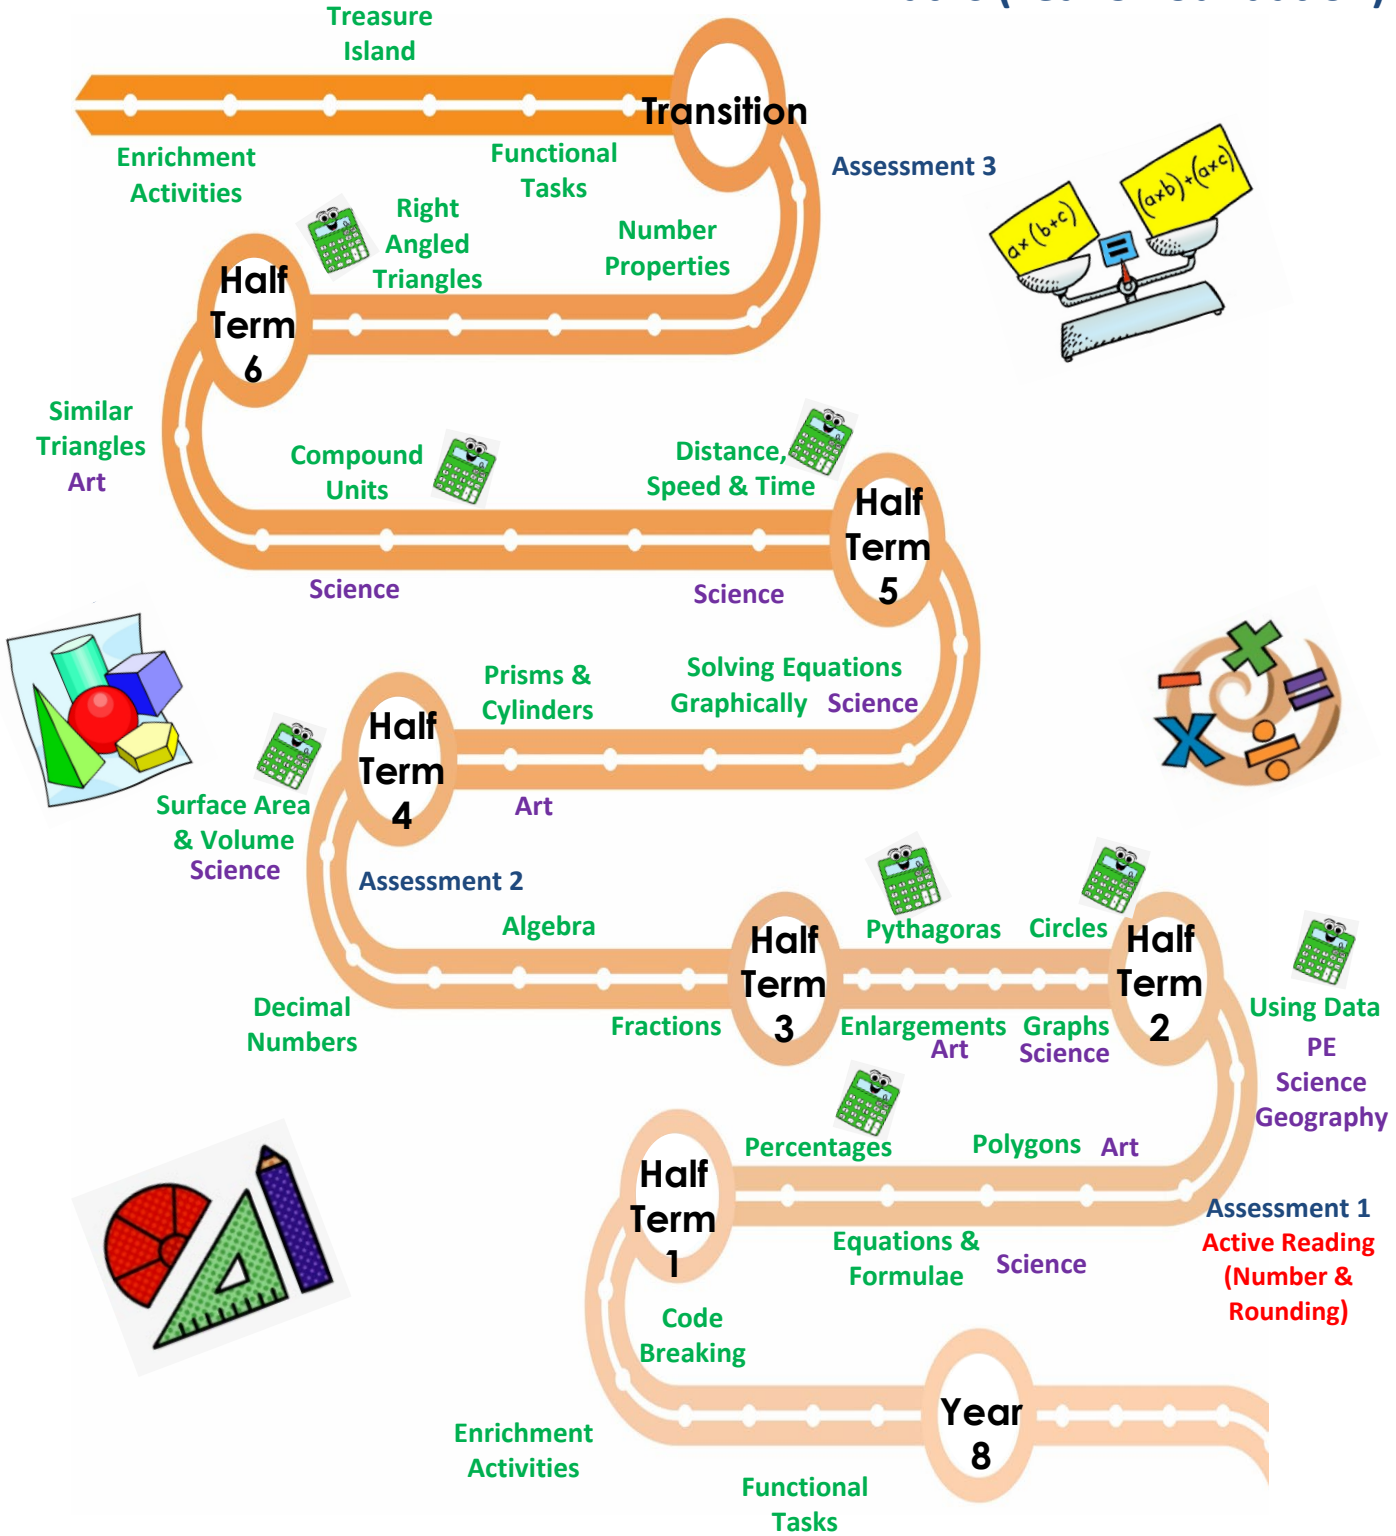 Treasure
Island
Transition
Enrichment
Activities
Functional
Tasks
Assessment 3
a×(b+c)
=
(a×b)+(a×c)
Right
Angled
Triangles
Number
Properties
Half
Term
6
Similar
Triangles
Art
Compound
Units
Distance,
Speed & Time
Half
Term
5
Science
Science
Prisms &
Cylinders
Solving Equations
Graphically Science
Half
Term
4
Surface Area
& Volume
Science
Art
Assessment 2
Algebra
Half
Term
3
Pythagoras
Circles
Half
Term
2
Using Data
PE
Science
Geography
Decimal
Numbers
Fractions
Enlargements
Art
Graphs
Science
Percentages
Polygons Art
Half
Term
1
Equations &
Formulae
Science
Assessment 1
Active Reading
(Number &
Rounding)
Code
Breaking
Year
8
Enrichment
Activities
Functional
Tasks